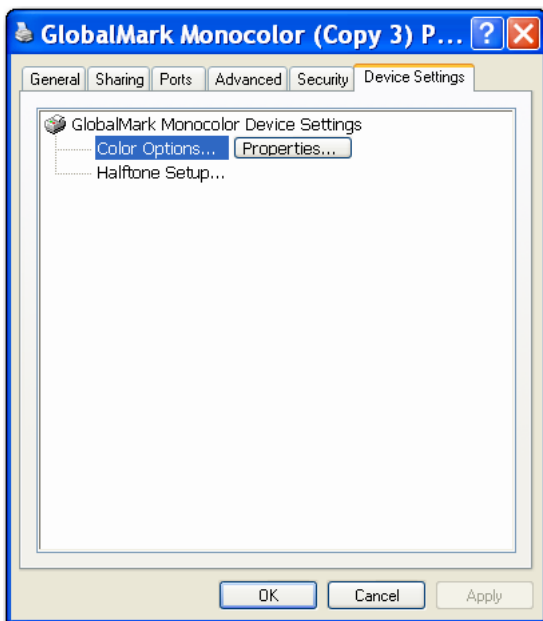 GlobalMark Monocolor (Copy 3) P... ?
General Sharing Ports Advanced Security Device Settings
GlobalMark Monocolor Device Settings
Color Options... Properties...
Halftone Setup...
OK Cancel Apply